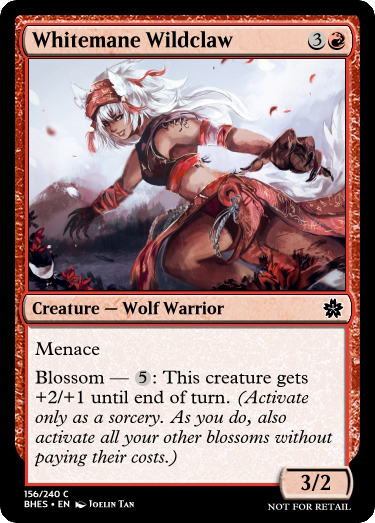 Whitemane Wildclaw 3
Creature — Wolf Warrior
Menace
Blossom — 5: This creature gets
+2/+1 until end of turn. (Activate
only as a sorcery. As you do, also
activate all your other blossoms without
paying their costs.)
3/2
156/240 C
BHES • EN Joelin Tan
NOT FOR RETAIL